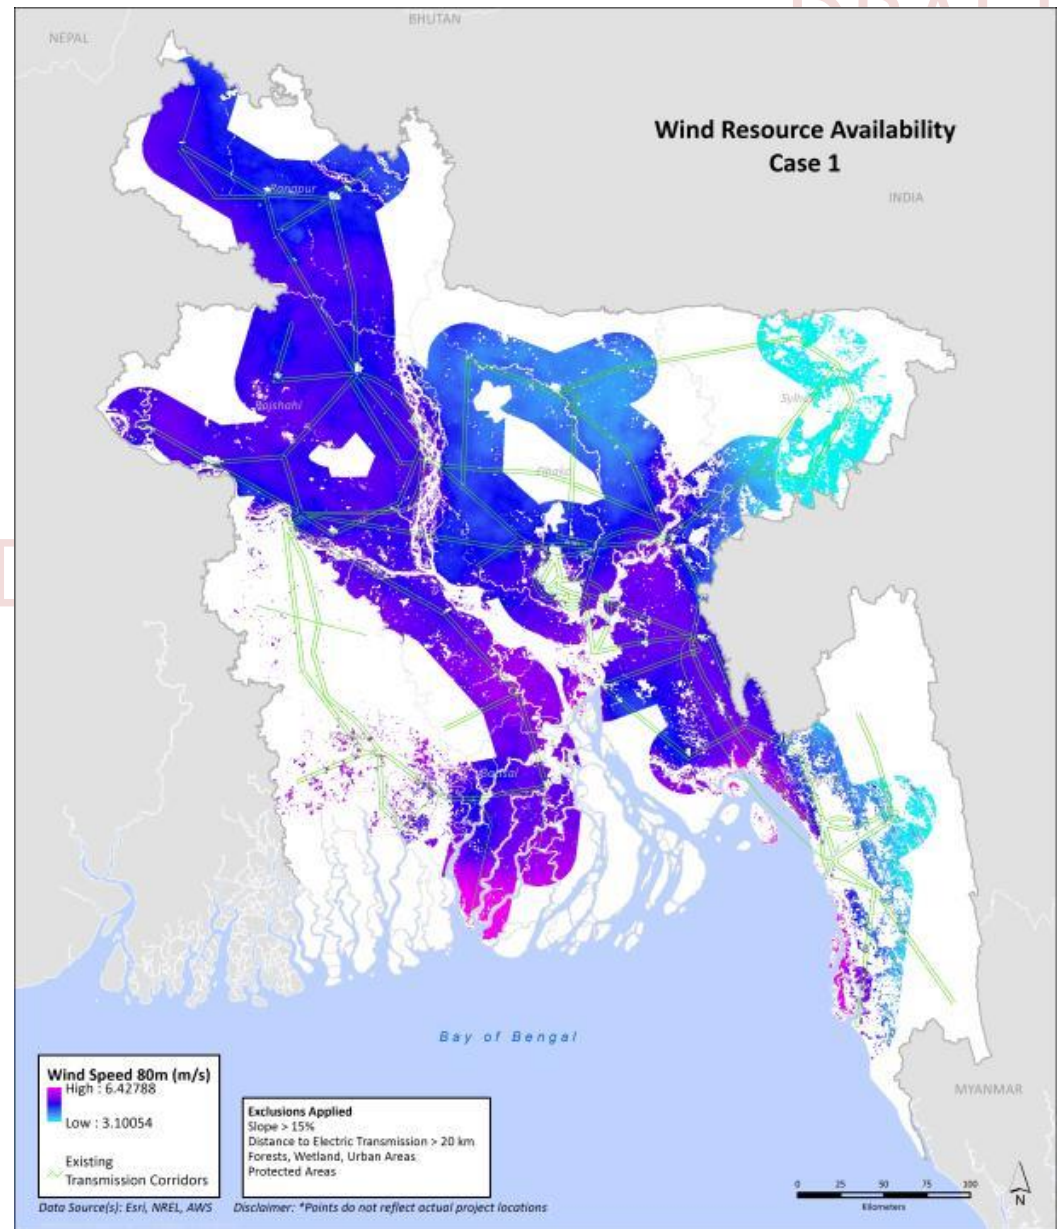 BHUTAN
NEPAL
Wind Resource Availability
Case 1
INDIA
Rangpur
Rajshahi
Dhaka
Barisal
Bay of Bengal
MYANMAR
Wind Speed 80m (m/s)
High : 6.42788
Low : 3.10054
Existing
Transmission Corridors
Exclusions Applied
Slope > 15%
Distance to Electric Transmission > 20 km
Forests, Wetland, Urban Areas
Protected Areas
0 25 50 75 100
Kilometers
N
Data Source(s): Esri, NREL, AWS
Disclaimer: *Points do not reflect actual project locations